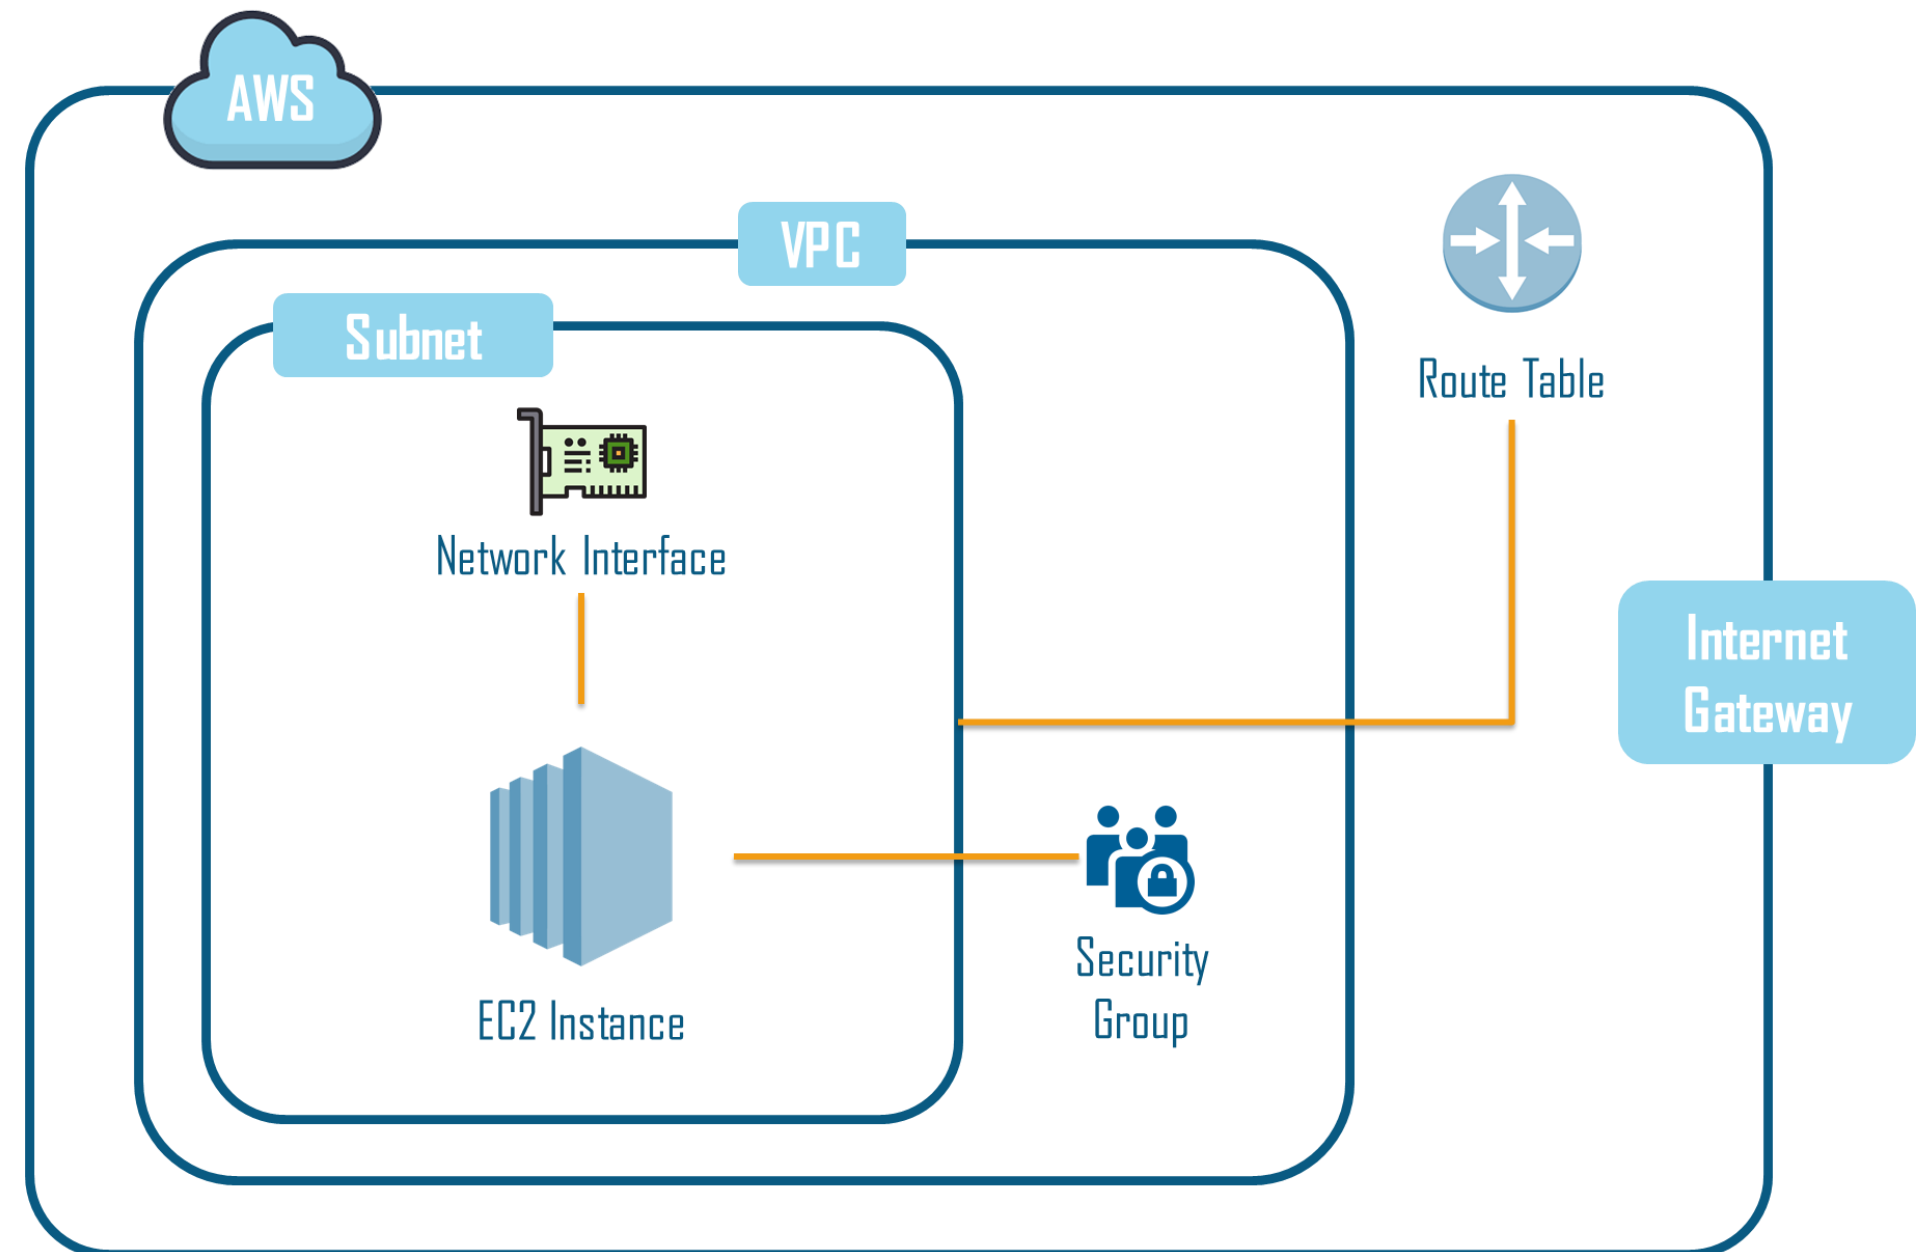 AWS
VPC
Subnet
Route Table
Network Interface
Internet
Gateway
Security
Group
EC2 Instance